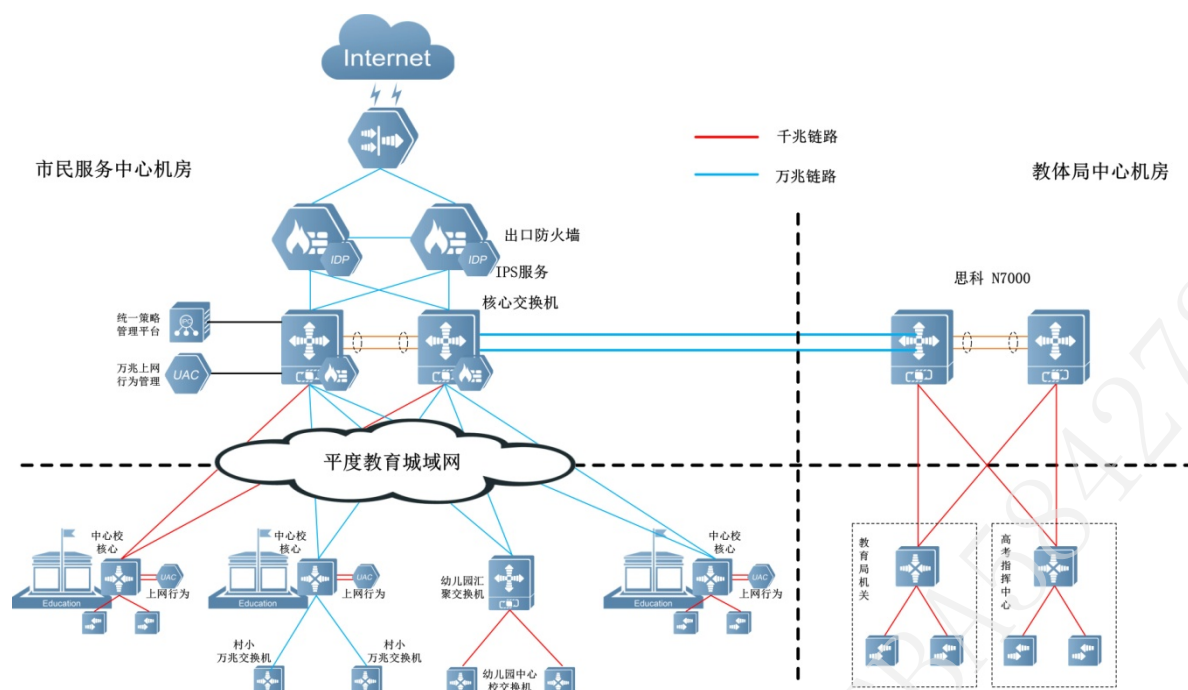 Internet
千兆链路
万兆链路
市民服务中心机房
教体局中心机房
出口防火墙
IDP
IDP
IPS服务
核心交换机
思科 N7000
统一策略
管理平台
万兆上网
行为管理
UAC
平度教育城域网
中心校
核心
UAC
上网行为
Education
中心校
核心
UAC
上网行为
Education
幼儿园汇
聚交换机
中心校
核心
UAC
上网行为
Education
教育局机关
高考指挥中心
村小
万兆交换机
村小
万兆交换机
幼儿园中心
校交换机